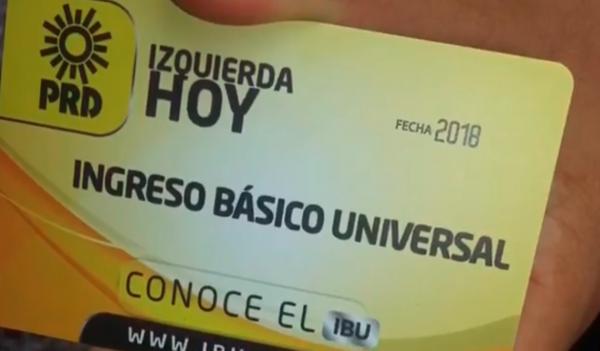 PRD
IZQUIERDA
HOY
FECHA 2018
INGRESO BÁSICO UNIVERSAL
CONOCE EL IBU